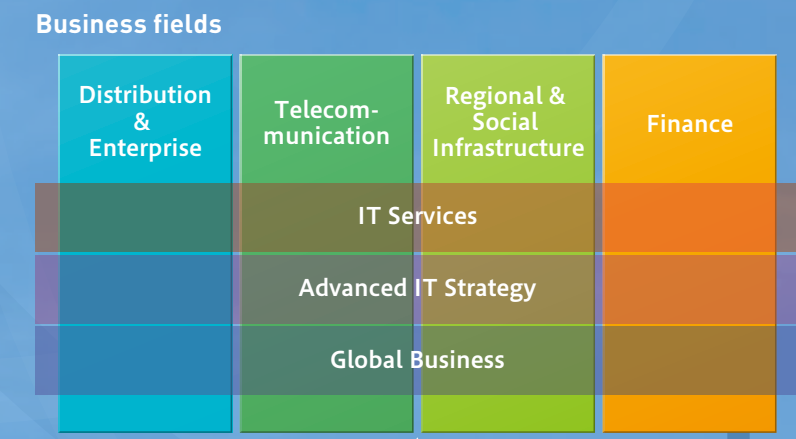 Business fields
Distribution
&
Enterprise
Telecom-
munication
Regional &
Social
Infrastructure
Finance
IT Services
Advanced IT Strategy
Global Business